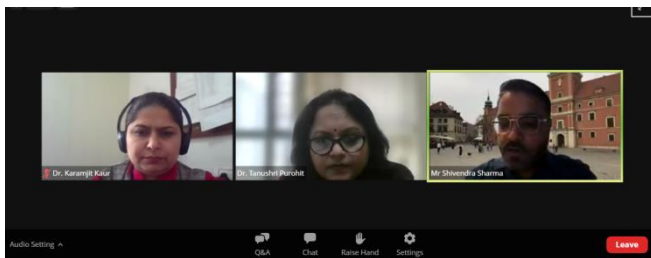 Dr. Karamjit Kaur
Dr. Tanushri Purohit
Mr Shivendra Sharma
Audio Setting
Q&A
Chat
Raise Hand
Settings
Leave